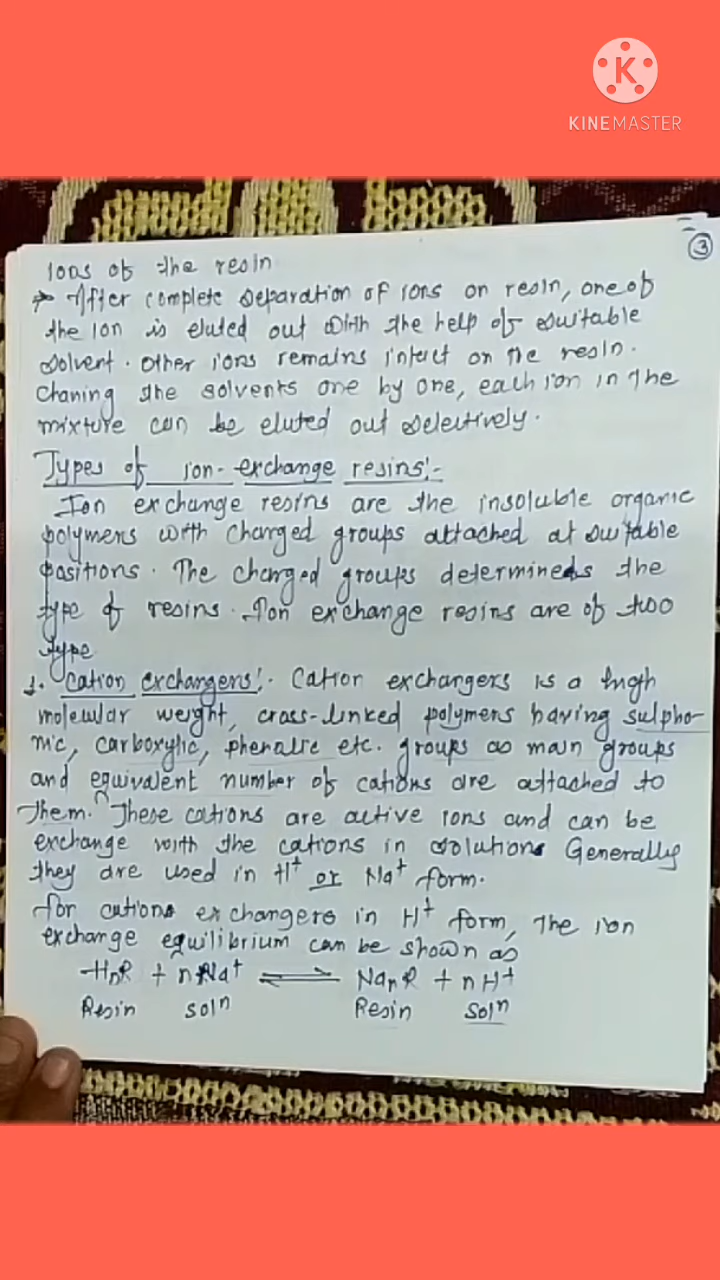 KINEMASTER
3
Ions of the resin
After complete separation of ions on resin, one of
the ion is eluted out with the help of suitable
solvent. Other ions remains intact on the resin.
Chaning the solvents one by one, each ion in the
mixture can be eluted out selectively.
Types of ion-exchange resins:-
Ion exchange resins are the insoluble organic
polymers with charged groups attached at suitable
positions. The charged groups determines the
type of resins. Ion exchange resins are of two
type
1. Cation exchangers:- Cation exchangers is a high
molecular weight, cross-linked polymers having sulpho-
nic, carboxylic, phenolic etc. groups as main groups
and equivalent number of cations are attached to
them. These cations are active ions and can be
exchange with the cations in solutions Generally
they are used in H⁺ or Na⁺ form.
for cations exchangers in H⁺ form, The ion
exchange equilibrium can be shown as
HnR + nNa⁺ ⇌ NanR + nH⁺
Resin solⁿ Resin solⁿ